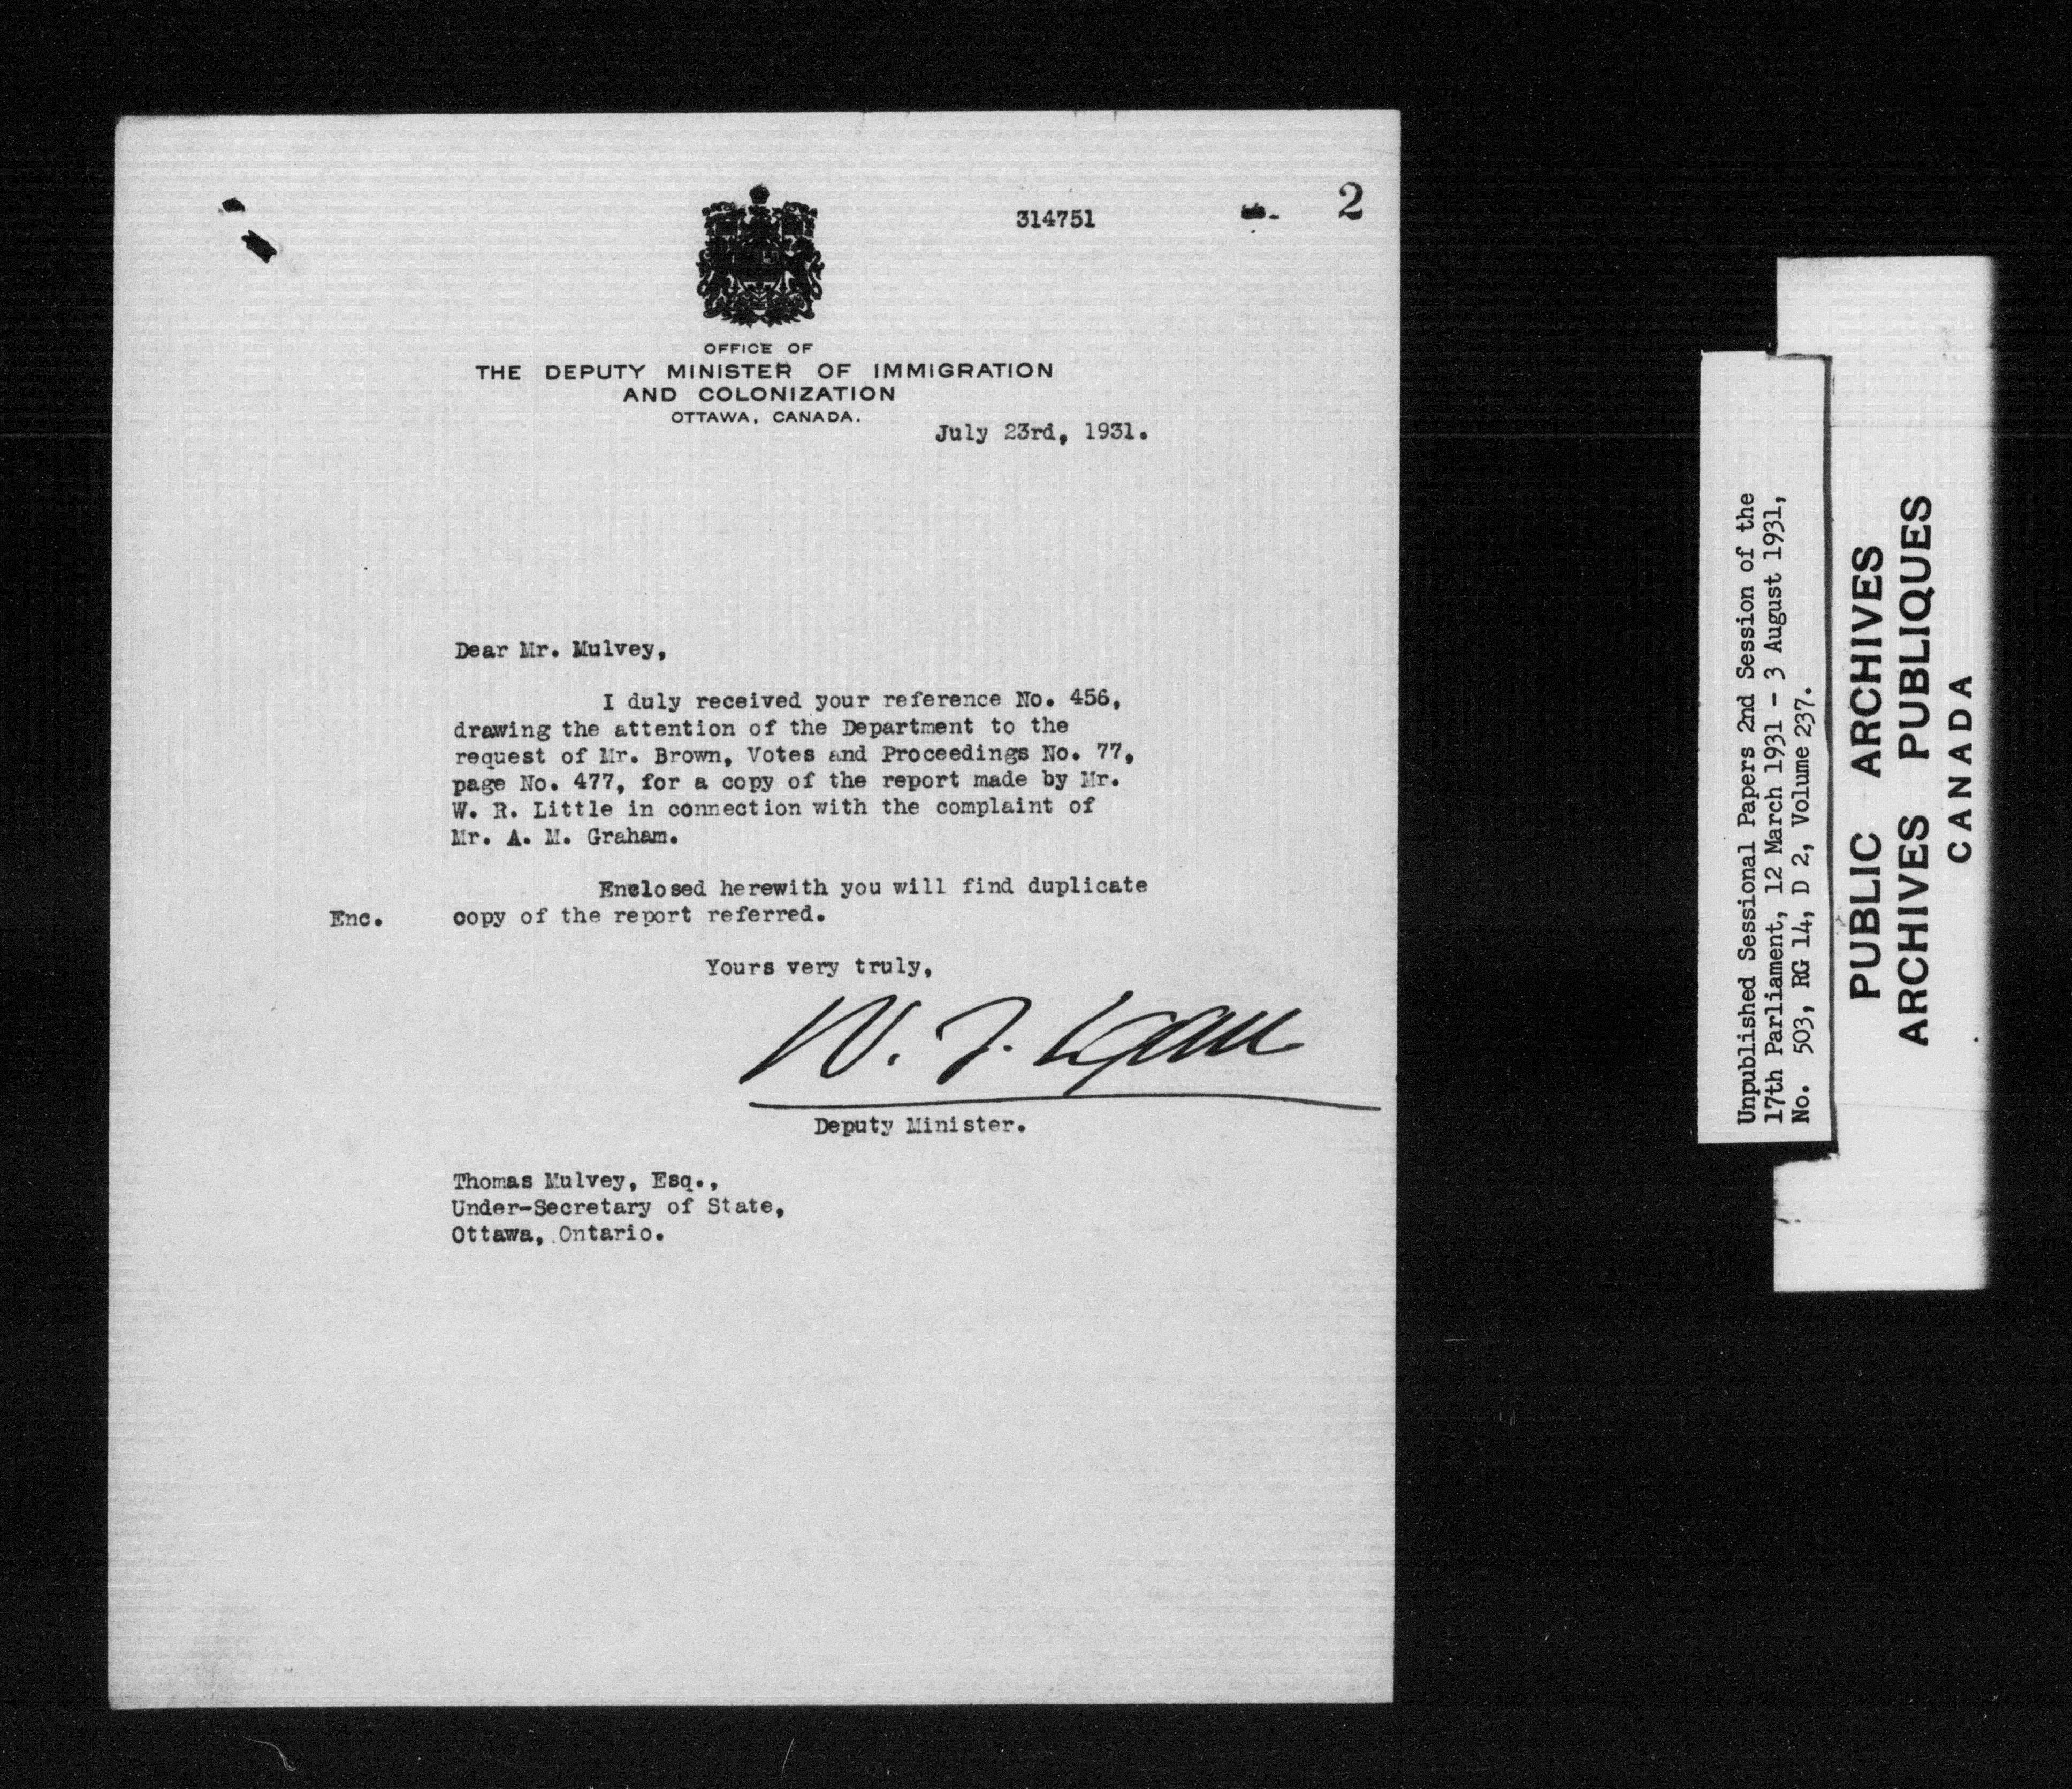 314751
2
OFFICE OF
THE DEPUTY MINISTER OF IMMIGRATION
AND COLONIZATION
OTTAWA, CANADA.
July 23rd, 1931.
Dear Mr. Mulvey,
I duly received your reference No. 456,
drawing the attention of the Department to the
request of Mr. Brown, Votes and Proceedings No. 77,
page No. 477, for a copy of the report made by Mr.
W. R. Little in connection with the complaint of
Mr. A. M. Graham.
Enclosed herewith you will find duplicate
Enc. copy of the report referred.
Yours very truly,
W. J.
Deputy Minister.
Thomas Mulvey, Esq.,
Under-Secretary of State,
Ottawa, Ontario.
Unpublished Sessional Papers 2nd Session of the
17th Parliament, 12 March 1931 - 3 August 1931,
No. 503, RG 14, D 2, Volume 237.
PUBLIC ARCHIVES
ARCHIVES PUBLIQUES
CANADA